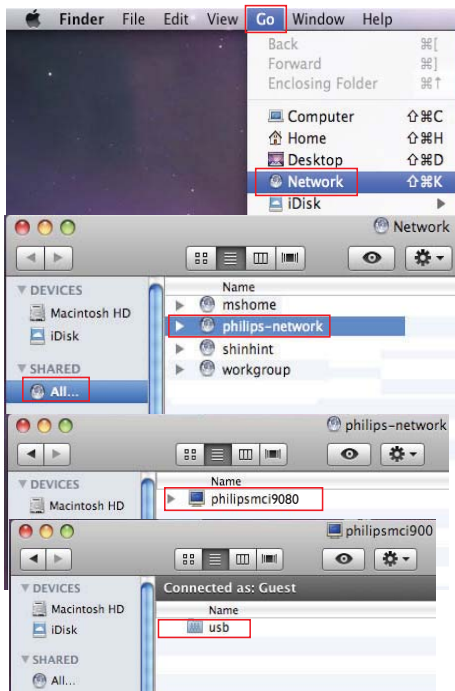 Finder File Edit View Go Window Help
Back ⌘[
Forward ⌘]
Enclosing Folder ⌘↑
Computer ⇧⌘C
Home ⇧⌘H
Desktop ⇧⌘D
Network ⇧⌘K
iDisk
Network
DEVICES
Macintosh HD
iDisk
SHARED
All...
Name
mshome
philips-network
shinhint
workgroup
philips-network
DEVICES
Macintosh HD
Name
philipsmci9080
philipsmci900
DEVICES
Macintosh HD
iDisk
SHARED
All...
Connected as: Guest
Name
usb